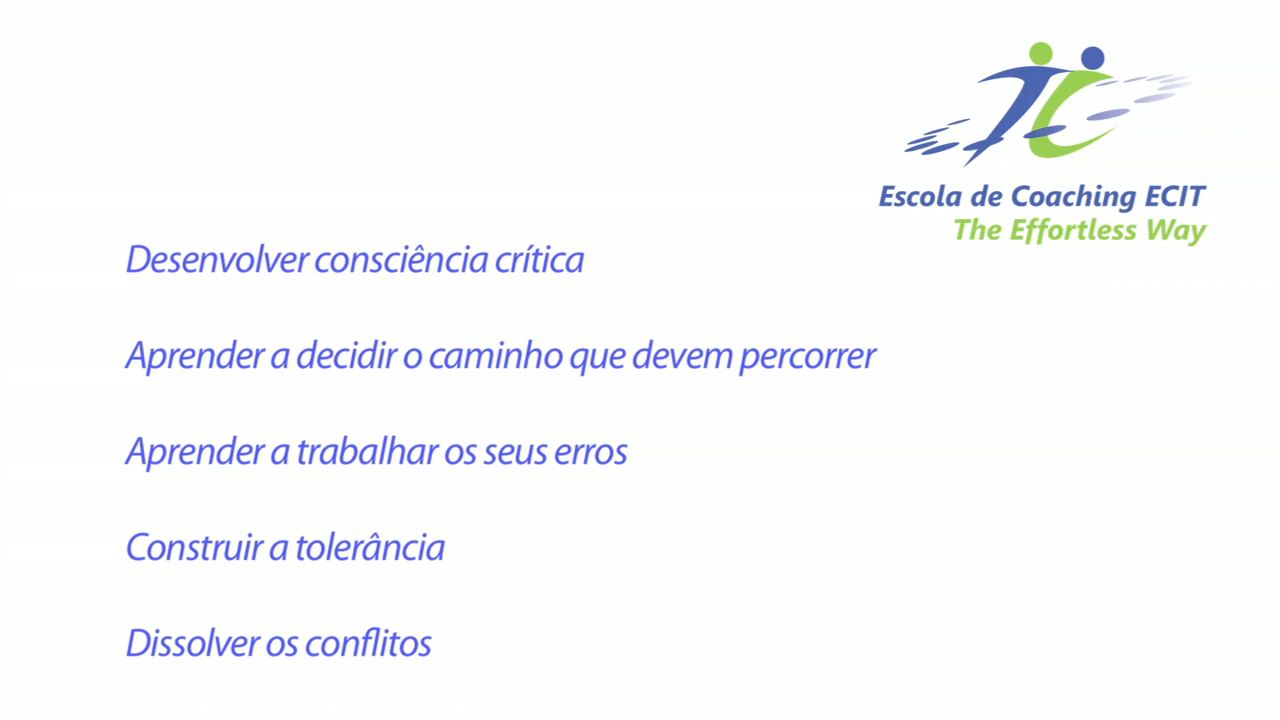 Escola de Coaching ECIT
The Effortless Way
Desenvolver consciência crítica
Aprender a decidir o caminho que devem percorrer
Aprender a trabalhar os seus erros
Construir a tolerância
Dissolver os conflitos